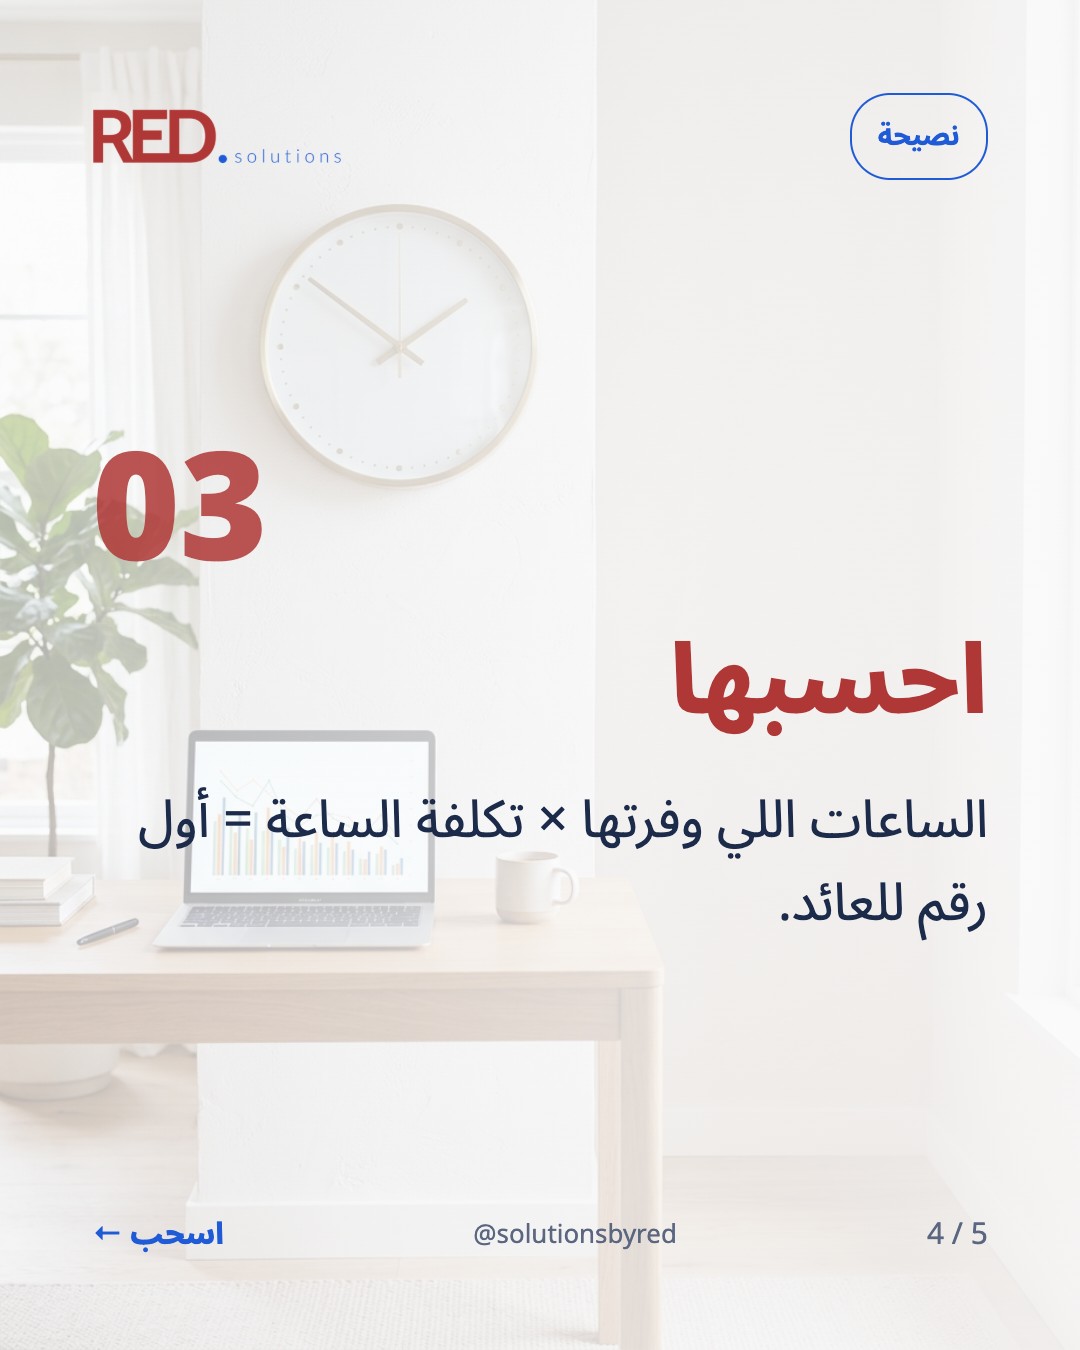 RED.solutions
نصيحة
03
احسبها
الساعات اللي وفرتها × تكلفة الساعة = أول
رقم للعائد.
اسحب ←
@solutionsbyred
4 / 5